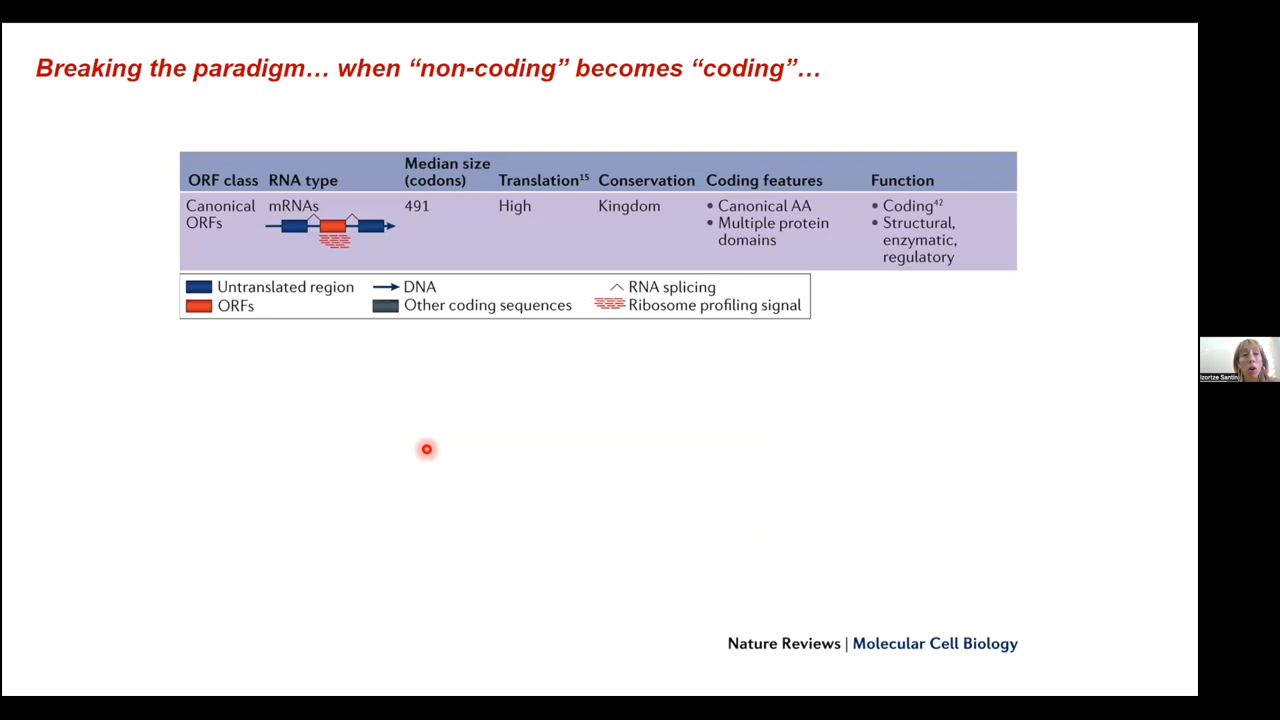 Breaking the paradigm… when “non-coding” becomes “coding”…
ORF class RNA type Median size (codons) Translation15 Conservation Coding features Function
Canonical ORFs mRNAs 491 High Kingdom • Canonical AA • Multiple protein domains • Coding42 • Structural, enzymatic, regulatory
Untranslated region DNA RNA splicing
ORFs Other coding sequences Ribosome profiling signal
Nature Reviews | Molecular Cell Biology
Izortze Santin